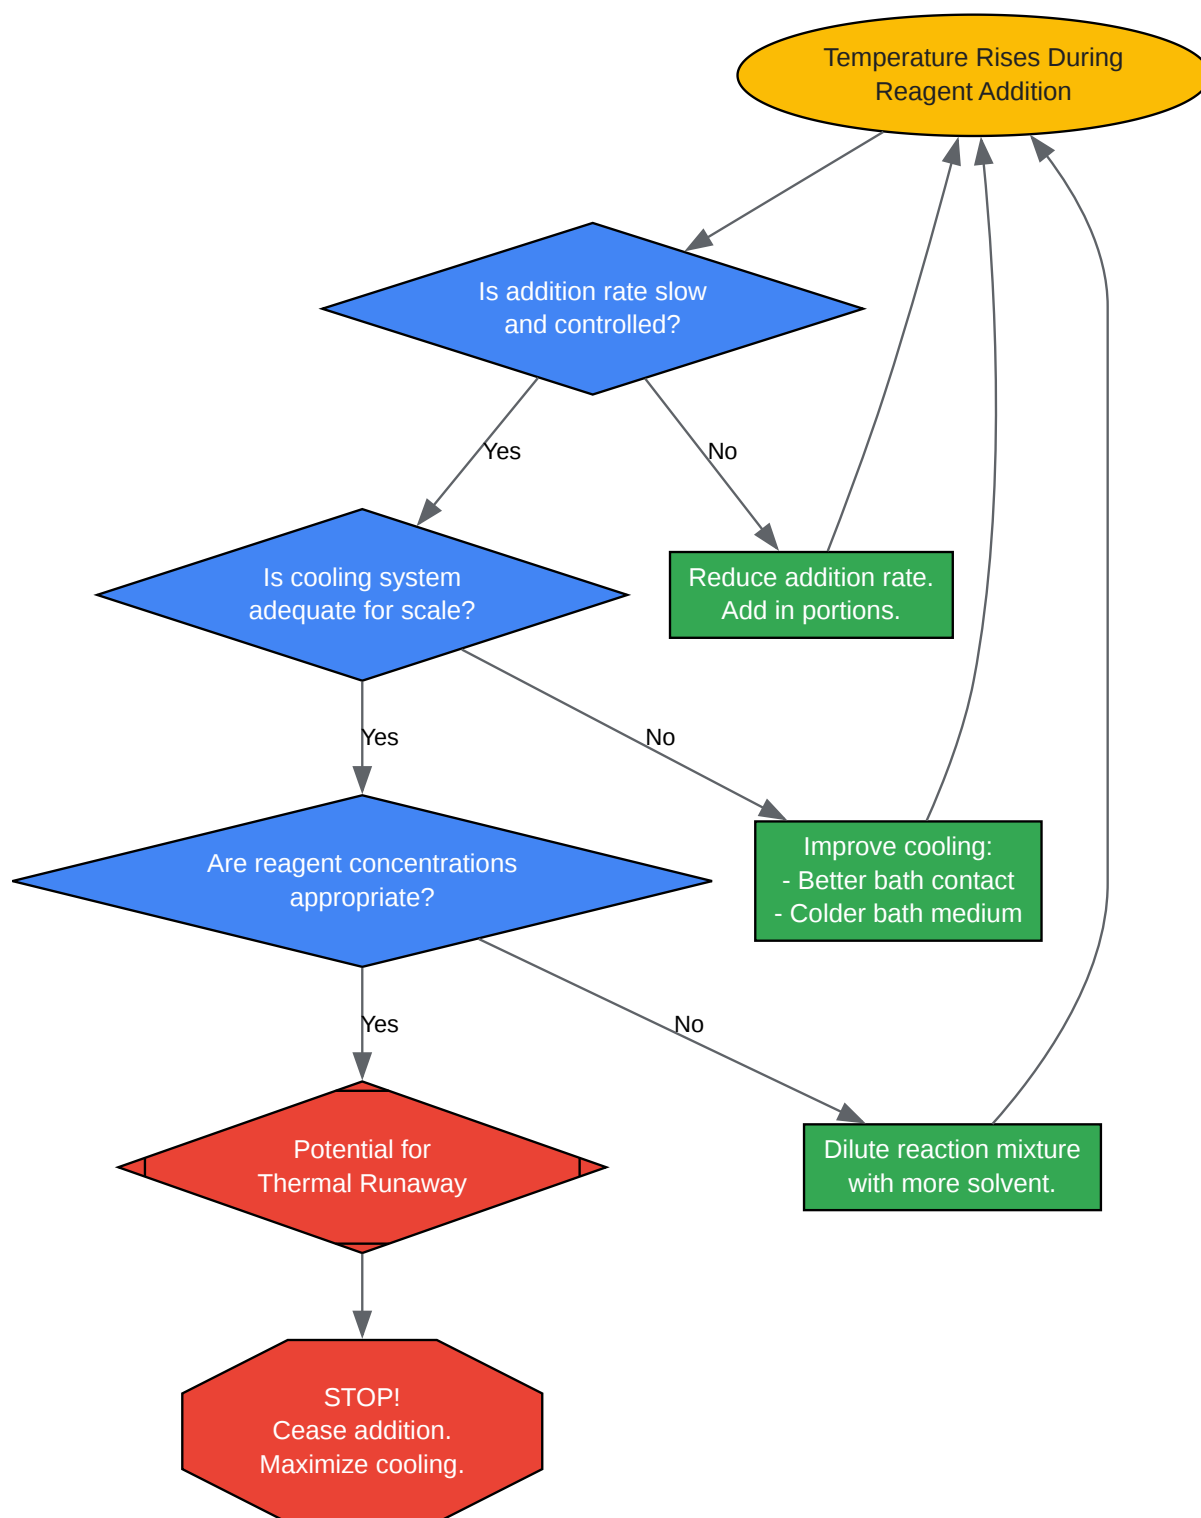 Temperature Rises During
Reagent Addition
Is addition rate slow
and controlled?
Yes
No
Is cooling system
adequate for scale?
Reduce addition rate.
Add in portions.
Yes
No
Are reagent concentrations
appropriate?
Improve cooling:
- Better bath contact
- Colder bath medium
Yes
No
Potential for
Thermal Runaway
Dilute reaction mixture
with more solvent.
STOP!
Cease addition.
Maximize cooling.